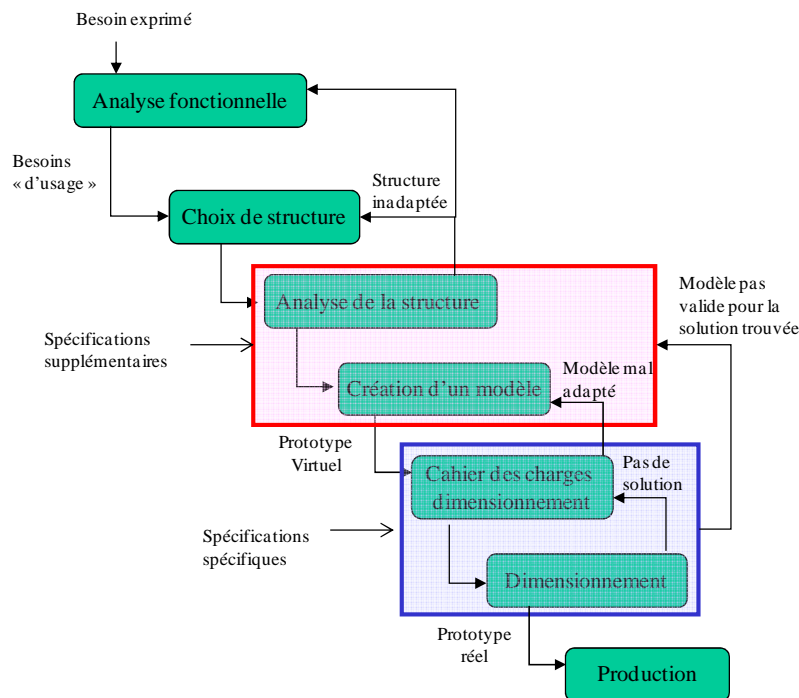 Besoin exprimé
Analyse fonctionnelle
Besoins
« d'usage »
Structure
inadaptée
Choix de structure
Analyse de la structure
Modèle pas
valide pour la
solution trouvée
Spécifications
supplémentaires
Modèle mal
adapté
Création d'un modèle
Prototype
Virtuel
Cahier des charges
dimensionnement
Pas de
solution
Spécifications
spécifiques
Dimensionnement
Prototype
réel
Production